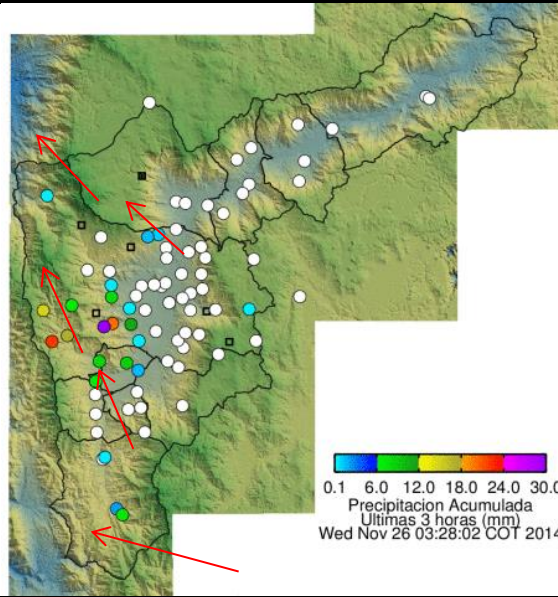 0.1 6.0 12.0 18.0 24.0 30.0
Precipitacion Acumulada
Ultimas 3 horas (mm)
Wed Nov 26 03:28:02 COT 2014